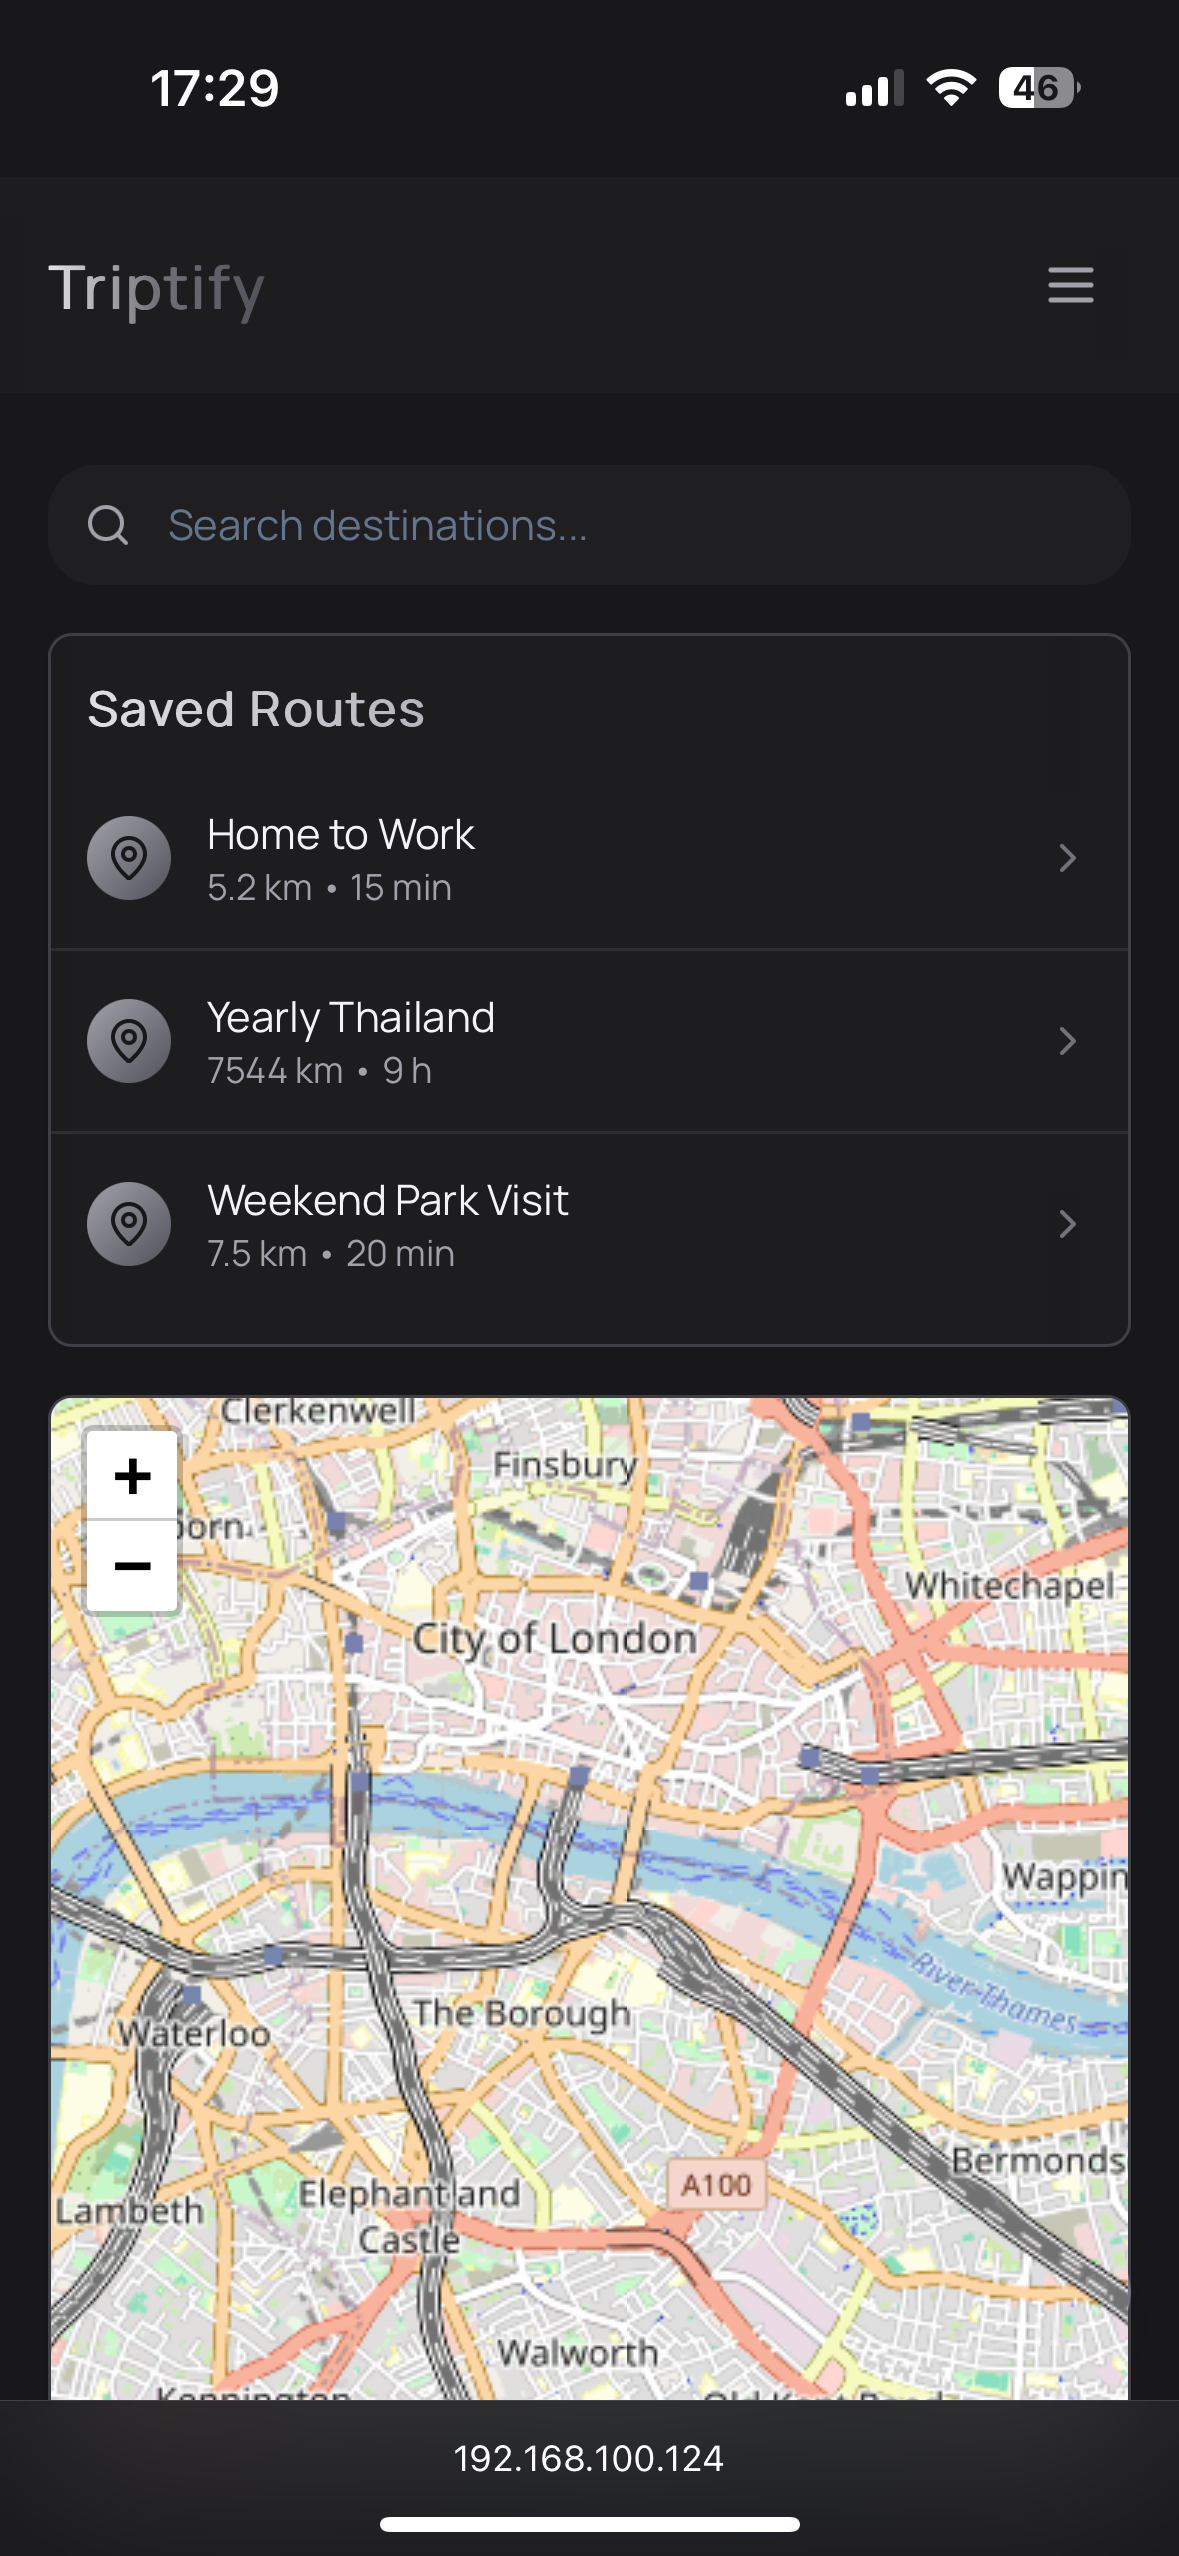 17:29
46
Triptify
Search destinations...
Saved Routes
Home to Work
5.2 km • 15 min
Yearly Thailand
7544 km • 9 h
Weekend Park Visit
7.5 km • 20 min
Clerkenwell
Finsbury
+
born
−
Whitechapel
City of London
Wappin
River Thames
The Borough
Waterloo
Bermonds
A100
Elephant and
Lambeth
Castle
Walworth
Kennington
192.168.100.124